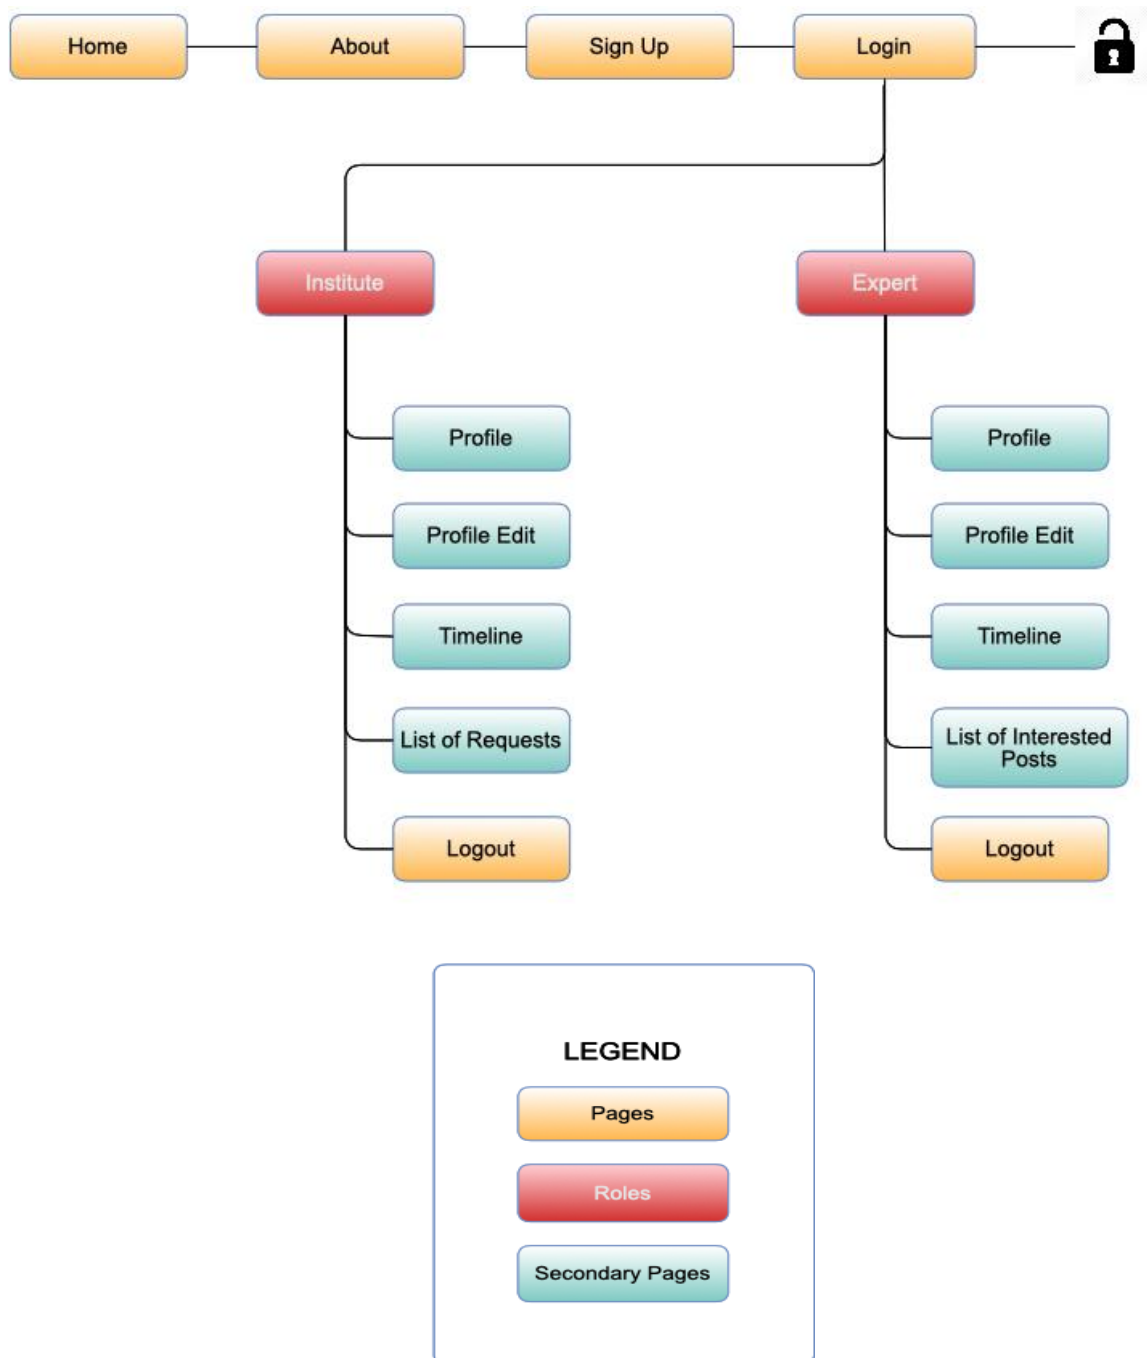 Home
About
Sign Up
Login
Institute
Expert
Profile
Profile
Profile Edit
Profile Edit
Timeline
Timeline
List of Requests
List of Interested
Posts
Logout
Logout
LEGEND
Pages
Roles
Secondary Pages